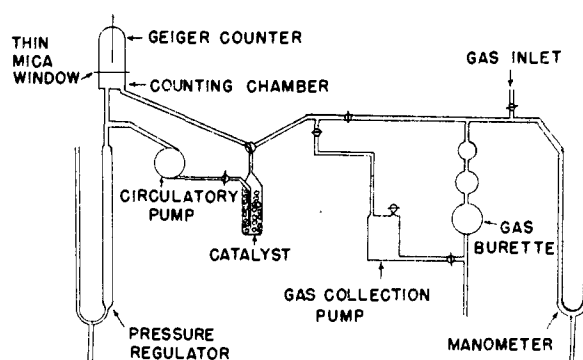 GEIGER COUNTER
THIN
MICA
WINDOW
COUNTING CHAMBER
GAS INLET
CIRCULATORY
PUMP
CATALYST
GAS
BURETTE
GAS COLLECTION
PUMP
PRESSURE
REGULATOR
MANOMETER